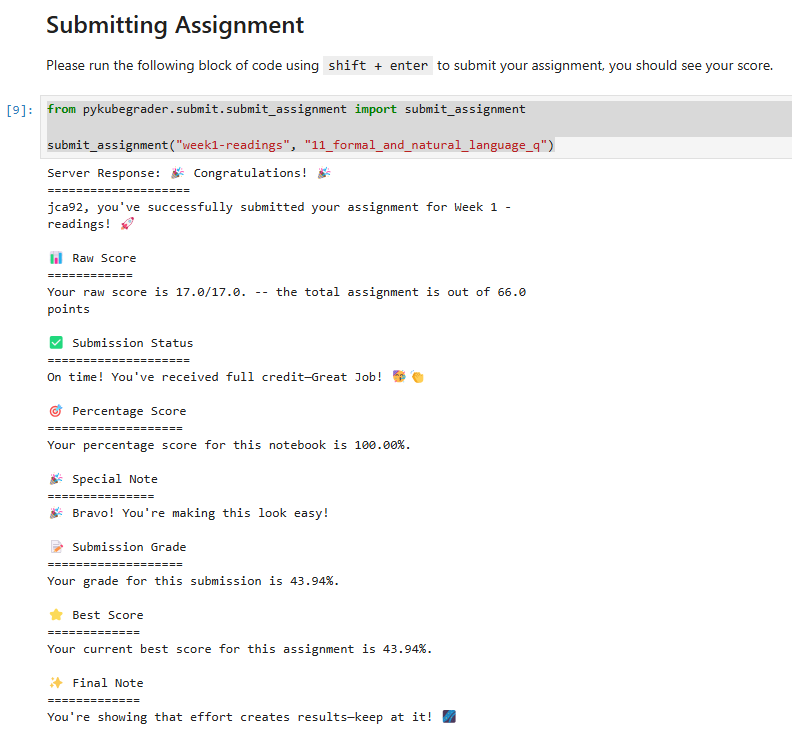 Submitting Assignment
Please run the following block of code using shift + enter to submit your assignment, you should see your score.
[9]: from pykubegrader.submit.submit_assignment import submit_assignment
submit_assignment("week1-readings", "11_formal_and_natural_language_q")
Server Response: 🎉 Congratulations! 🎉
====================
jca92, you've successfully submitted your assignment for Week 1 -
readings! 🚀
📊 Raw Score
============
Your raw score is 17.0/17.0. -- the total assignment is out of 66.0
points
✅ Submission Status
====================
On time! You've received full credit—Great Job! 🥳👏
🎯 Percentage Score
===================
Your percentage score for this notebook is 100.00%.
🎉 Special Note
===============
🎉 Bravo! You're making this look easy!
📝 Submission Grade
===================
Your grade for this submission is 43.94%.
⭐ Best Score
=============
Your current best score for this assignment is 43.94%.
✨ Final Note
=============
You're showing that effort creates results—keep at it! 🌌